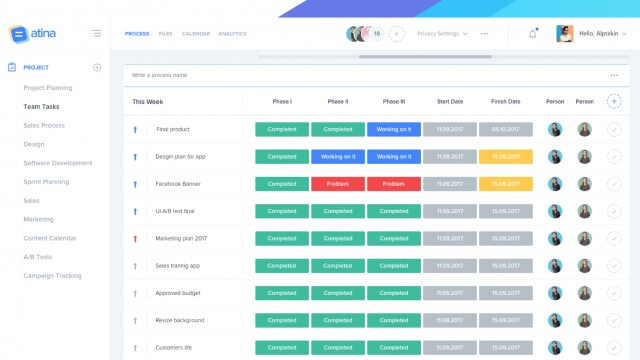 atina
PROCESS FILES CALENDAR ANALYTICS 18 + Privacy Settings Hello, Alptekin
PROJECT
Project Planning
Team Tasks
Sales Process
Design
Software Development
Sprint Planning
Sales
Marketing
Content Calendar
A/B Tests
Campaign Tracking
Write a process name
This Week Phase I Phase II Phase III Start Date Finish Date Person Person +
Final product Completed Completed Working on it 11.09.2017 05.10.2017
Desgin plan for app Completed Working on it Working on it 11.09.2017 15.09.2017
Facebook Banner Completed Problem Problem 11.09.2017 15.09.2017
UI A/B test final Completed Completed Completed 11.09.2017 15.09.2017
Marketing plan 2017 Completed Completed Completed 11.09.2017 15.09.2017
Sales trannig app Completed Completed Completed 11.09.2017 15.09.2017
Approved budget Completed Completed Completed 11.09.2017 15.09.2017
Revize background Completed Completed Completed 11.09.2017 15.09.2017
Customers life Completed Completed Completed 11.09.2017 15.09.2017